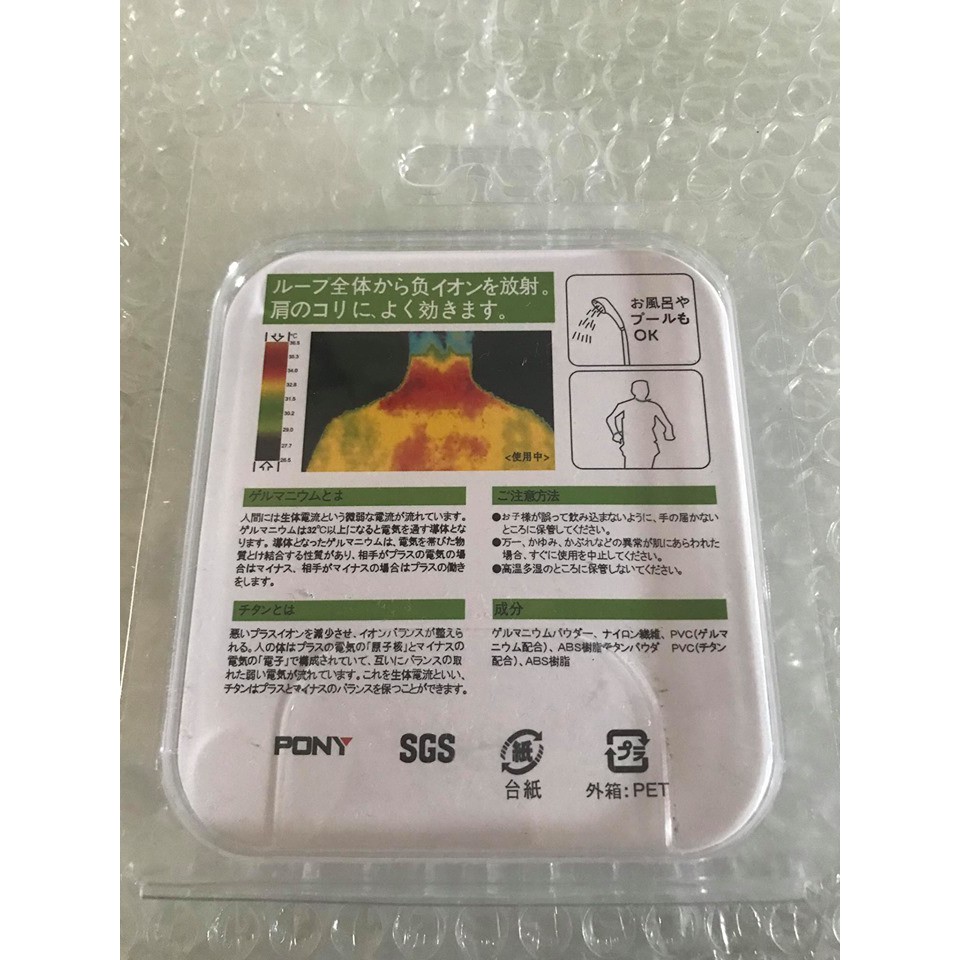 ループ全体から负イオンを放射。
肩のコリに、よく効きます。
お風呂や
プールも
OK
℃
36.5
35.3
34.0
32.8
31.5
30.2
29.0
27.7
26.5
<使用中>
ゲルマニウムとは
人間には生体電流という微弱な電流が流れています。
ゲルマニウムは32℃以上になると電気を通す導体とな
ります。導体となったゲルマニウムは、電気を帯びた物
質とけ結合する性質があり、相手がプラスの電気の場
合はマイナス、相手がマイナスの場合はプラスの働き
をします。
チタンとは
悪いプラスイオンを減少させ、イオンバランスが整えら
れる。人の体はプラスの電気の「原子核」とマイナスの
電気の「電子」で構成されていて、互いにバランスの取
れた弱い電気が流れています。これを生体電流といい、
チタンはプラスとマイナスのバランスを保つことができます。
ご注意方法
●お子様が誤って飲み込まないように、手の届かない
ところに保管してください。
●万一、かゆみ、かぶれなどの異常が肌にあらわれた
場合、すぐに使用を中止してください。
●高温多湿のところに保管しないてください。
成分
ゲルマニウムパウダー、ナイロン繊維、PVC(ゲルマ
ニウム配合)、ABS樹脂チタンパウダ PVC(チタン
配合)、ABS樹脂
PONY
SGS
紙
台紙
プラ
外箱:PET